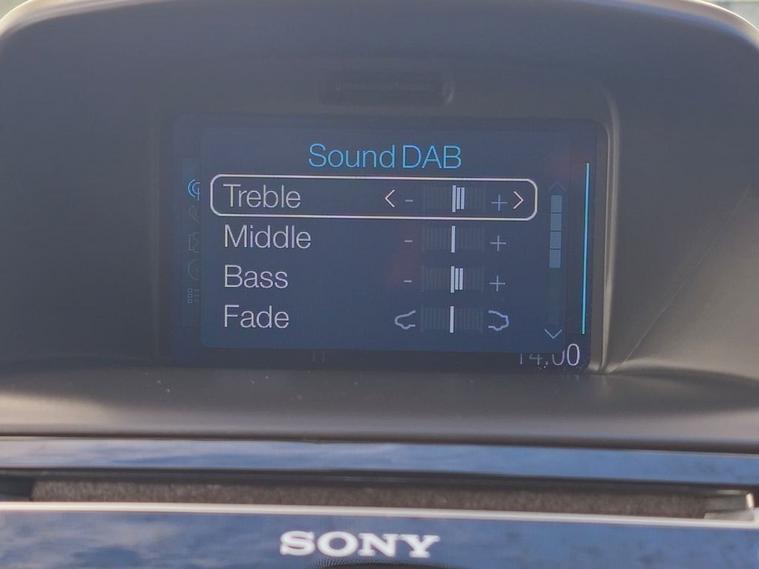 Sound DAB
Treble < - + >
Middle - +
Bass - +
Fade
14:00
SONY